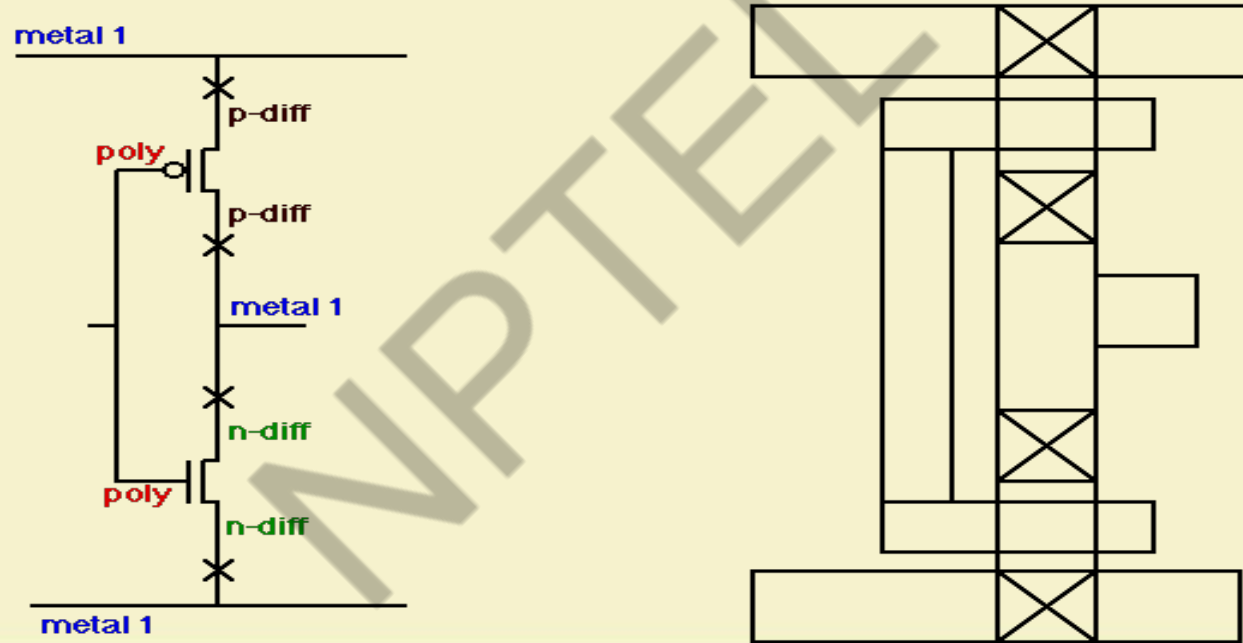 metal 1
p-diff
poly
p-diff
metal 1
n-diff
poly
n-diff
metal 1
NPTEL